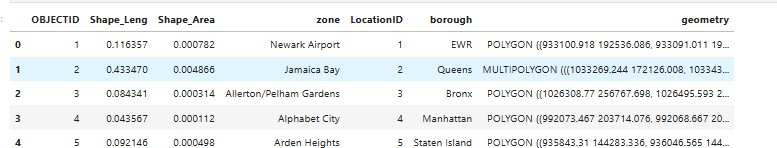 OBJECTID Shape_Leng Shape_Area zone LocationID borough geometry
0 1 0.116357 0.000782 Newark Airport 1 EWR POLYGON ((933100.918 192536.086, 933091.011 19...
1 2 0.433470 0.004866 Jamaica Bay 2 Queens MULTIPOLYGON (((1033269.244 172126.008, 103343...
2 3 0.084341 0.000314 Allerton/Pelham Gardens 3 Bronx POLYGON ((1026308.77 256767.698, 1026495.593 2...
3 4 0.043567 0.000112 Alphabet City 4 Manhattan POLYGON ((992073.467 203714.076, 992068.667 20...
4 5 0.092146 0.000498 Arden Heights 5 Staten Island POLYGON ((935843.31 144283.336, 936046.565 144...